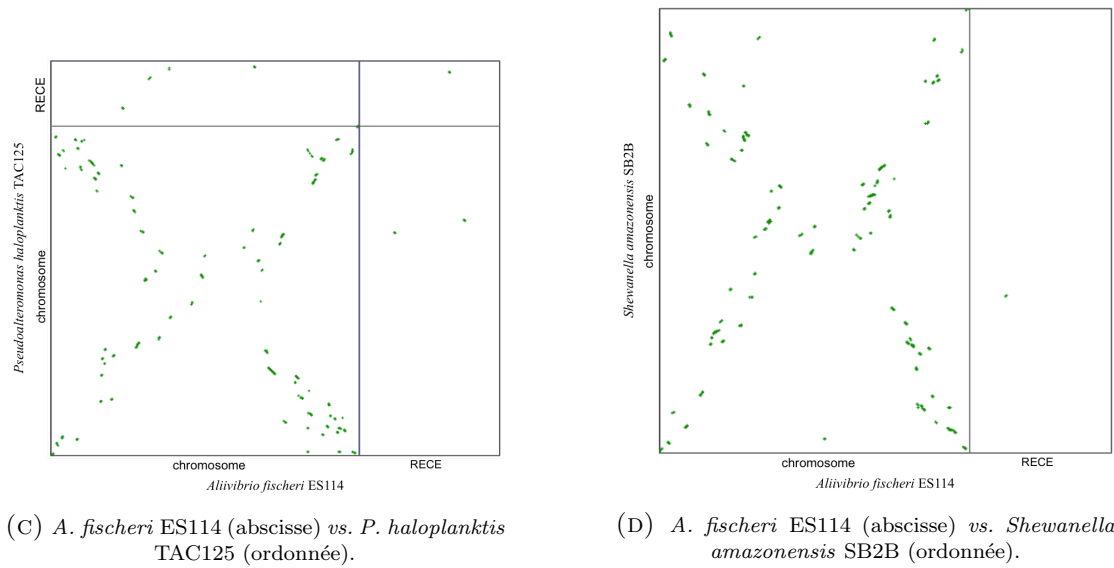 RECE
Pseudoalteromonas haloplanktis TAC125
chromosome
chromosome
RECE
Aliivibrio fischeri ES114
(C) A. fischeri ES114 (abscisse) vs. P. haloplanktis
TAC125 (ordonnée).
Shewanella amazonensis SB2B
chromosome
chromosome
RECE
Aliivibrio fischeri ES114
(D) A. fischeri ES114 (abscisse) vs. Shewanella
amazonensis SB2B (ordonnée).